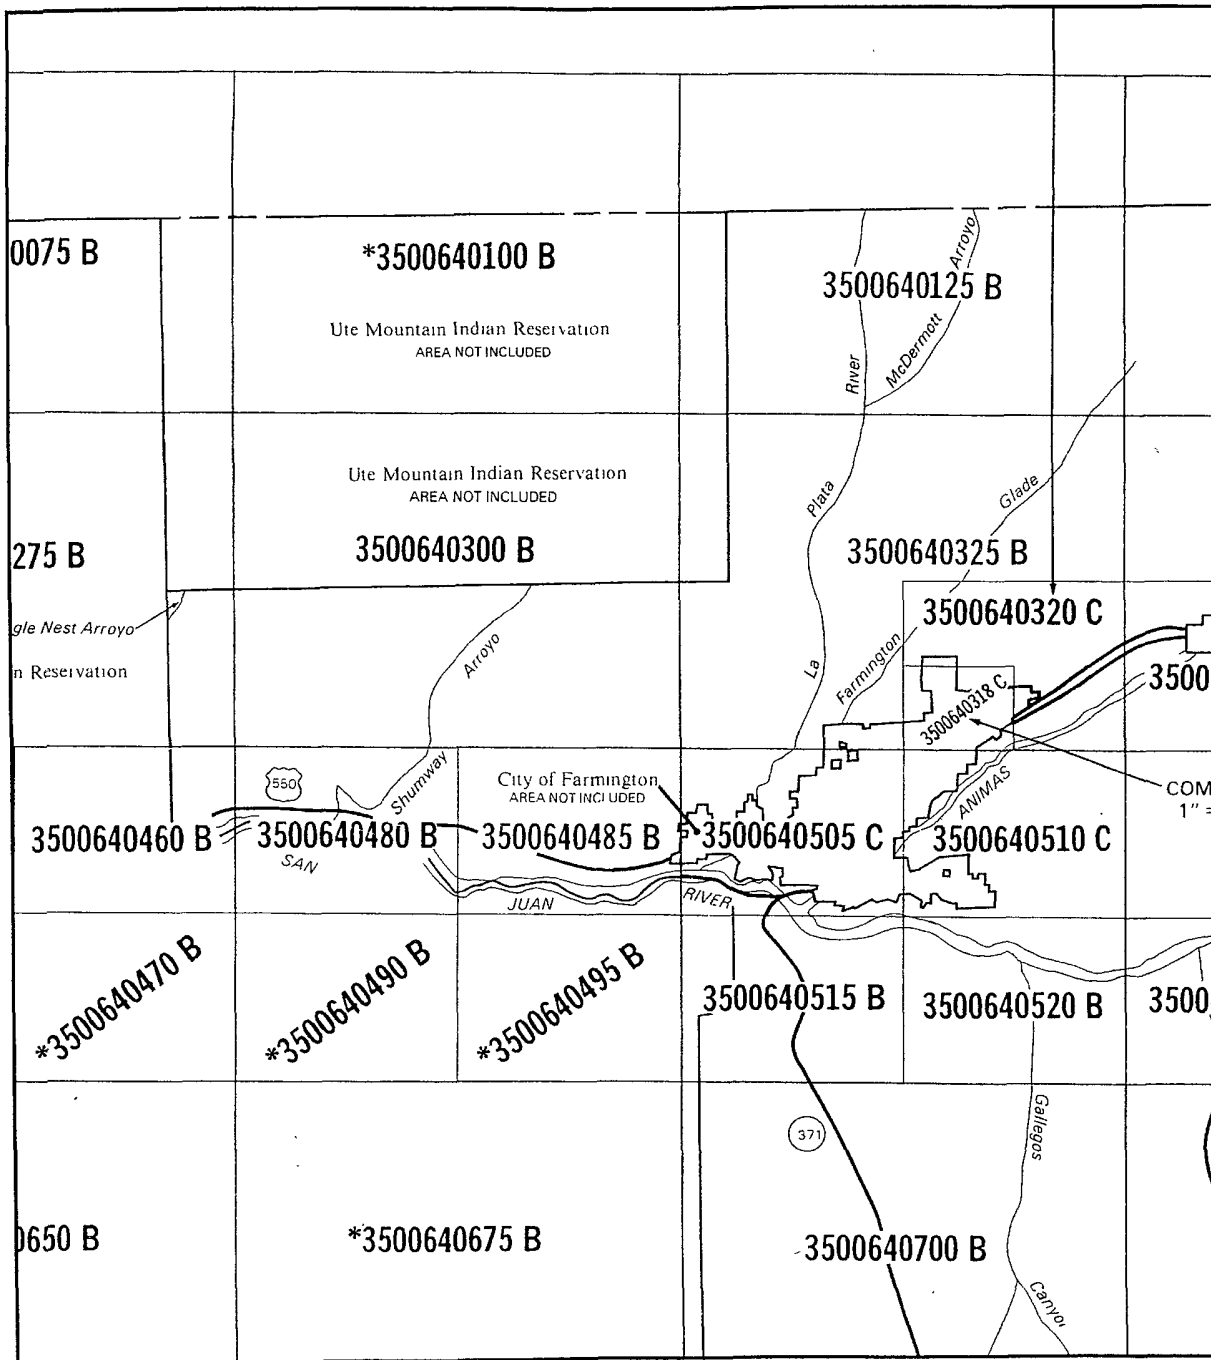 0075 B
*3500640100 B
Ute Mountain Indian Reservation
AREA NOT INCLUDED
3500640125 B
McDermott Arroyo
La Plata River
Ute Mountain Indian Reservation
AREA NOT INCLUDED
3500640300 B
275 B
3500640325 B
Farmington Glade
3500640320 C
gle Nest Arroyo
n Reservation
Shumway Arroyo
3500640318 C
3500
550
City of Farmington
AREA NOT INCLUDED
COM
1" =
ANIMAS
3500640460 B
3500640480 B
3500640485 B
3500640505 C
3500640510 C
SAN JUAN RIVER
*3500640470 B
*3500640490 B
*3500640495 B
3500640515 B
3500640520 B
3500
371
Gallegos
0650 B
*3500640675 B
3500640700 B
Canyo